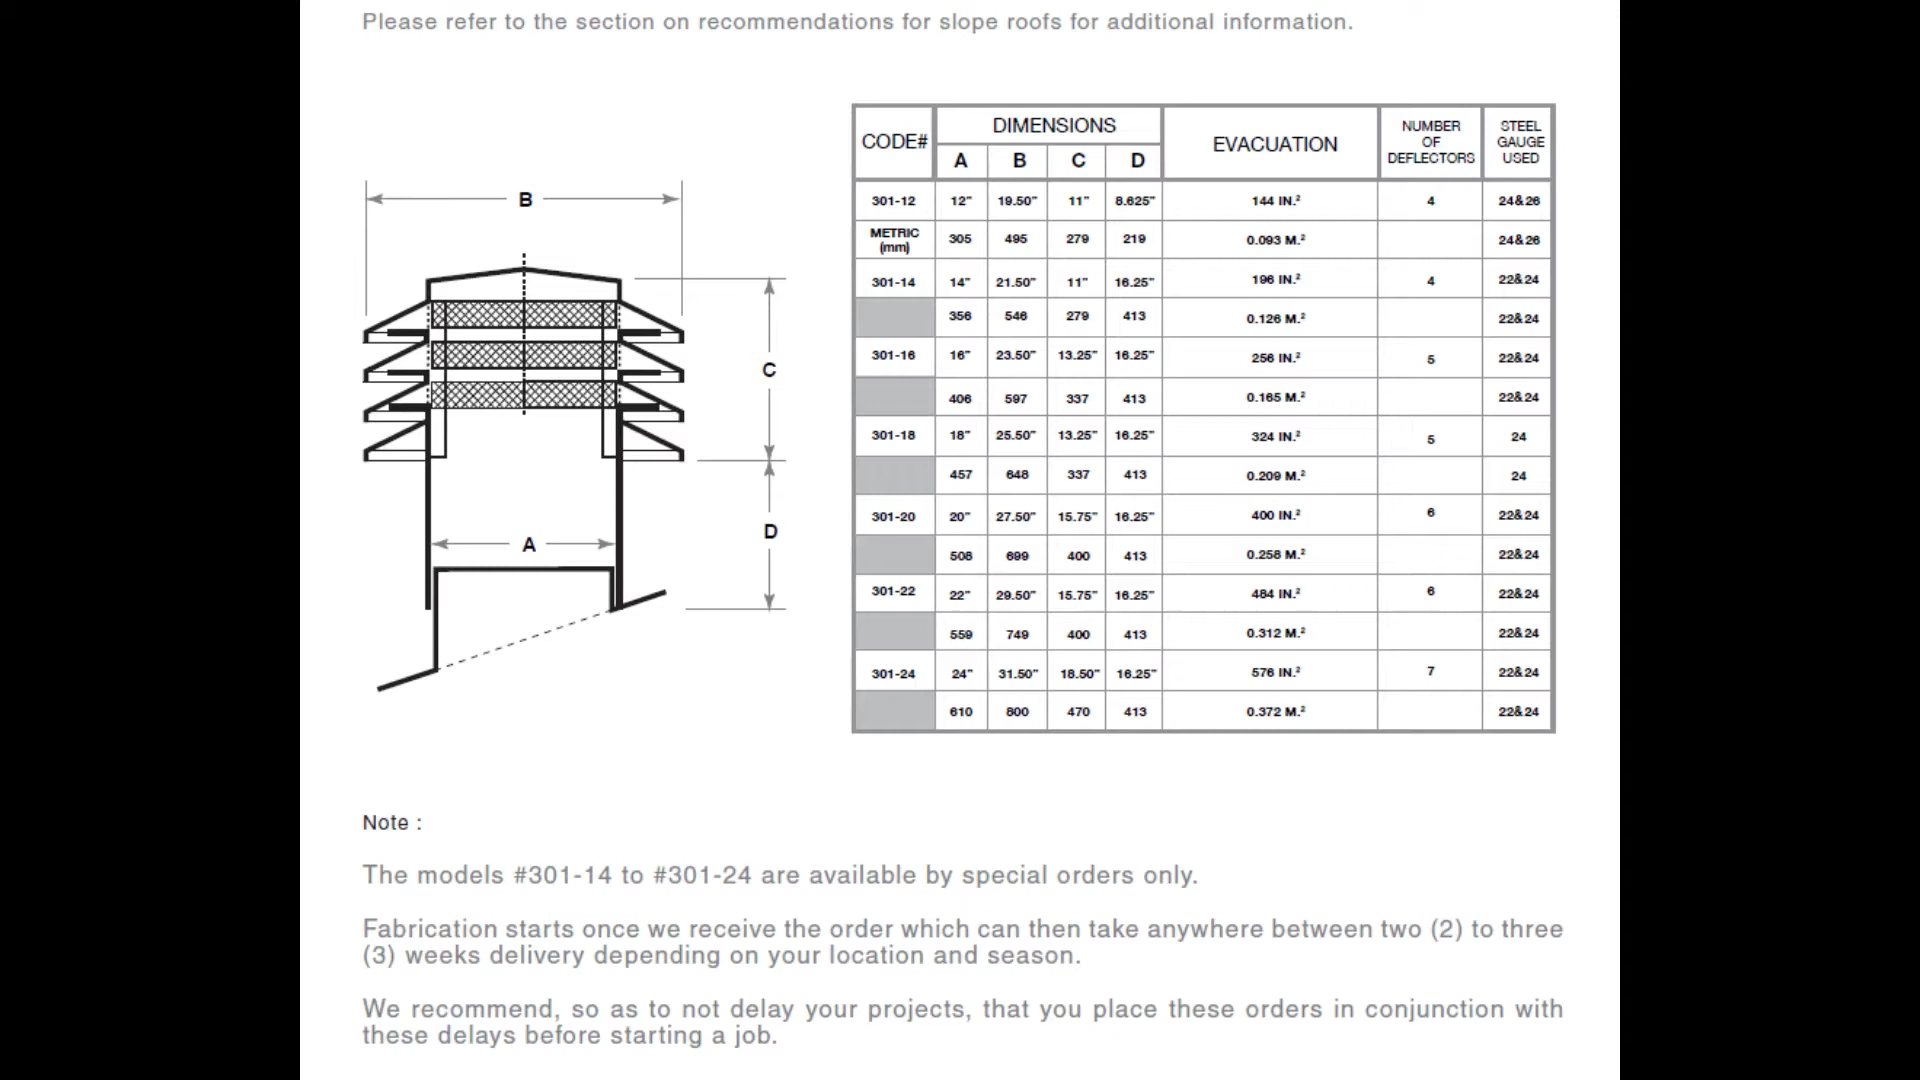 Please refer to the section on recommendations for slope roofs for additional information.
B
C
D
A
CODE# DIMENSIONS EVACUATION NUMBER OF DEFLECTORS STEEL GAUGE USED
A B C D
301-12 12” 19.50” 11” 8.625” 144 IN.² 4 24&26
METRIC (mm) 305 495 279 219 0.093 M.² 24&26
301-14 14” 21.50” 11” 16.25” 196 IN.² 4 22&24
356 546 279 413 0.126 M.² 22&24
301-16 16” 23.50” 13.25” 16.25” 256 IN.² 5 22&24
406 597 337 413 0.165 M.² 22&24
301-18 18” 25.50” 13.25” 16.25” 324 IN.² 5 24
457 648 337 413 0.209 M.² 24
301-20 20” 27.50” 15.75” 16.25” 400 IN.² 6 22&24
508 699 400 413 0.258 M.² 22&24
301-22 22” 29.50” 15.75” 16.25” 484 IN.² 6 22&24
559 749 400 413 0.312 M.² 22&24
301-24 24” 31.50” 18.50” 16.25” 576 IN.² 7 22&24
610 800 470 413 0.372 M.² 22&24
Note :
The models #301-14 to #301-24 are available by special orders only.
Fabrication starts once we receive the order which can then take anywhere between two (2) to three
(3) weeks delivery depending on your location and season.
We recommend, so as to not delay your projects, that you place these orders in conjunction with
these delays before starting a job.